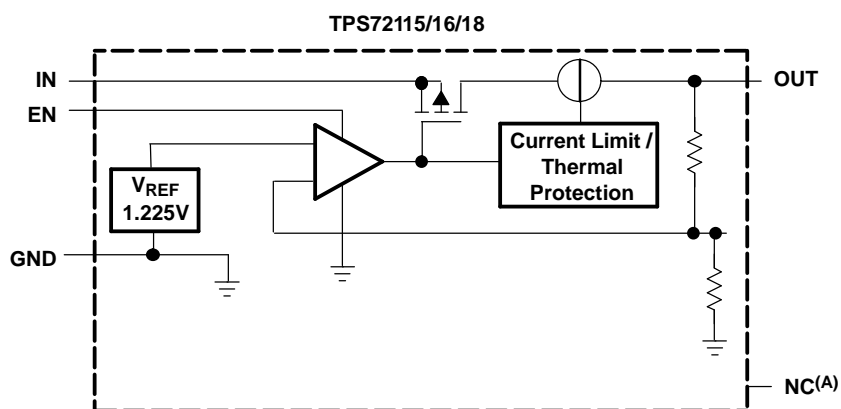 TPS72115/16/18
IN
OUT
EN
Current Limit /
Thermal
Protection
VREF
1.225V
GND
NC(A)